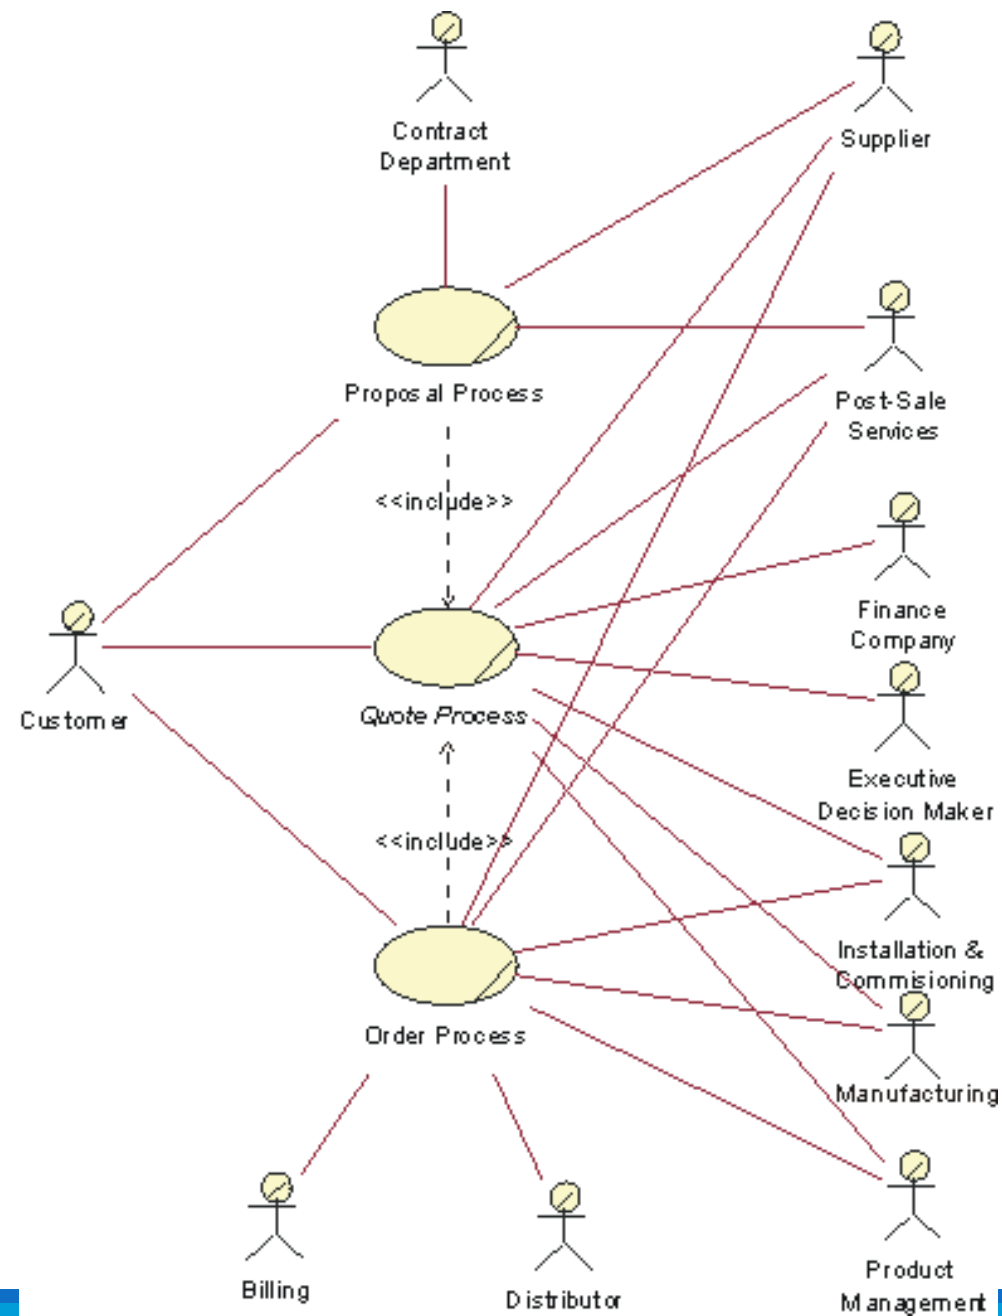 Contract
Department
Supplier
Proposal Process
Post-Sale
Services
<<include>>
Finance
Company
Customer
Quote Process
Executive
Decision Maker
<<include>>
Installation &
Commisioning
Order Process
Manufacturing
Billing
Distributor
Product
Management